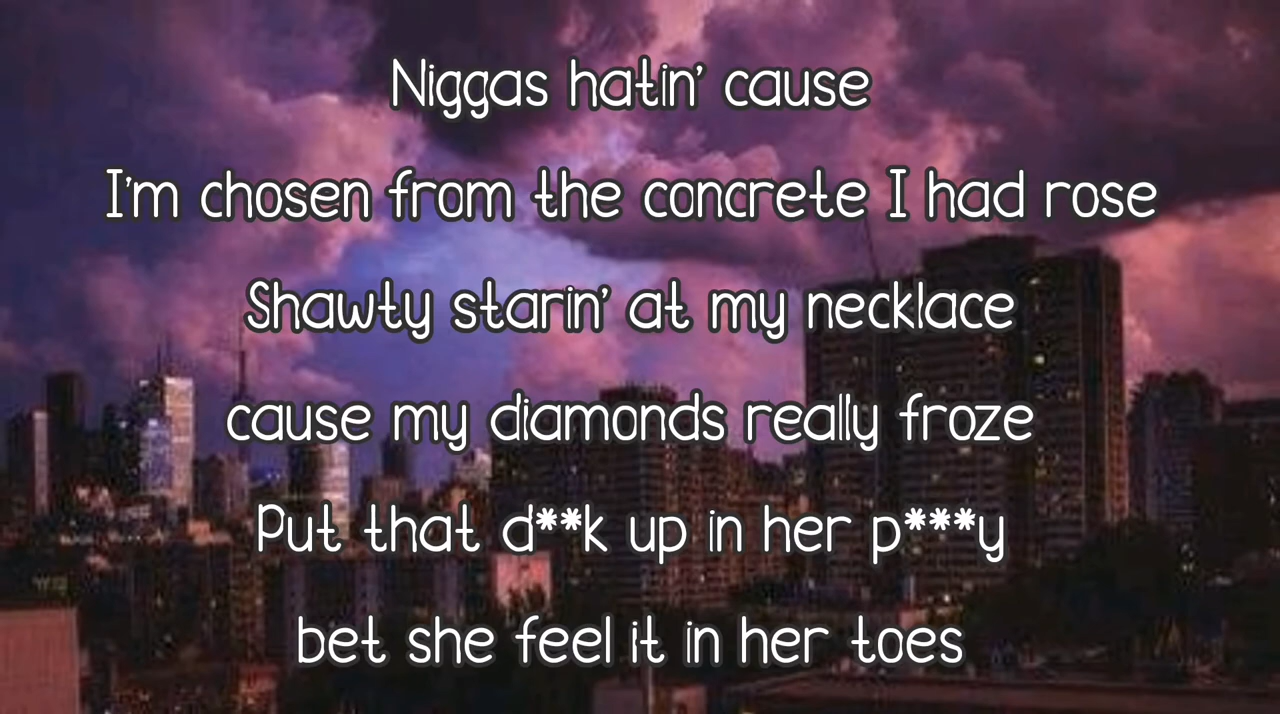 Niggas hatin' cause
I'm chosen from the concrete I had rose
Shawty starin' at my necklace
cause my diamonds really froze
Put that d**k up in her p***y
bet she feel it in her toes